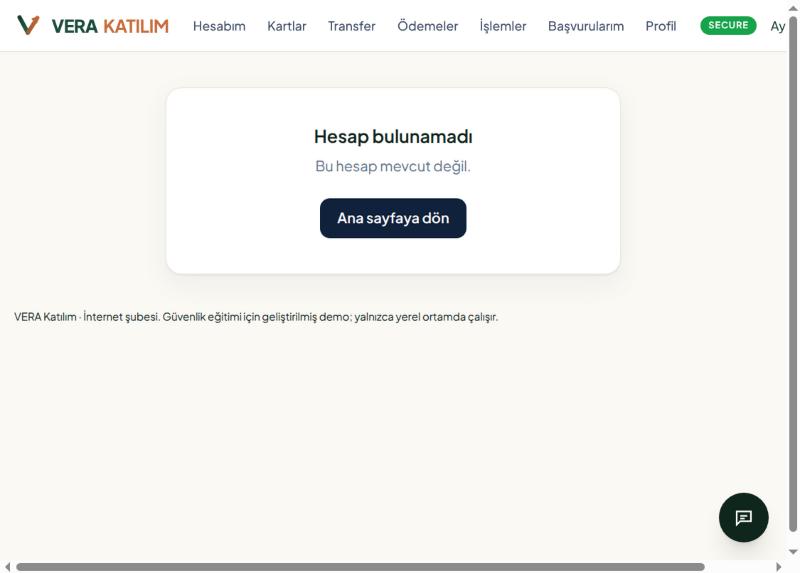 VERA KATILIM Hesabım Kartlar Transfer Ödemeler İşlemler Başvurularım Profil SECURE Ay
Hesap bulunamadı
Bu hesap mevcut değil.
Ana sayfaya dön
VERA Katılım · İnternet şubesi. Güvenlik eğitimi için geliştirilmiş demo; yalnızca yerel ortamda çalışır.